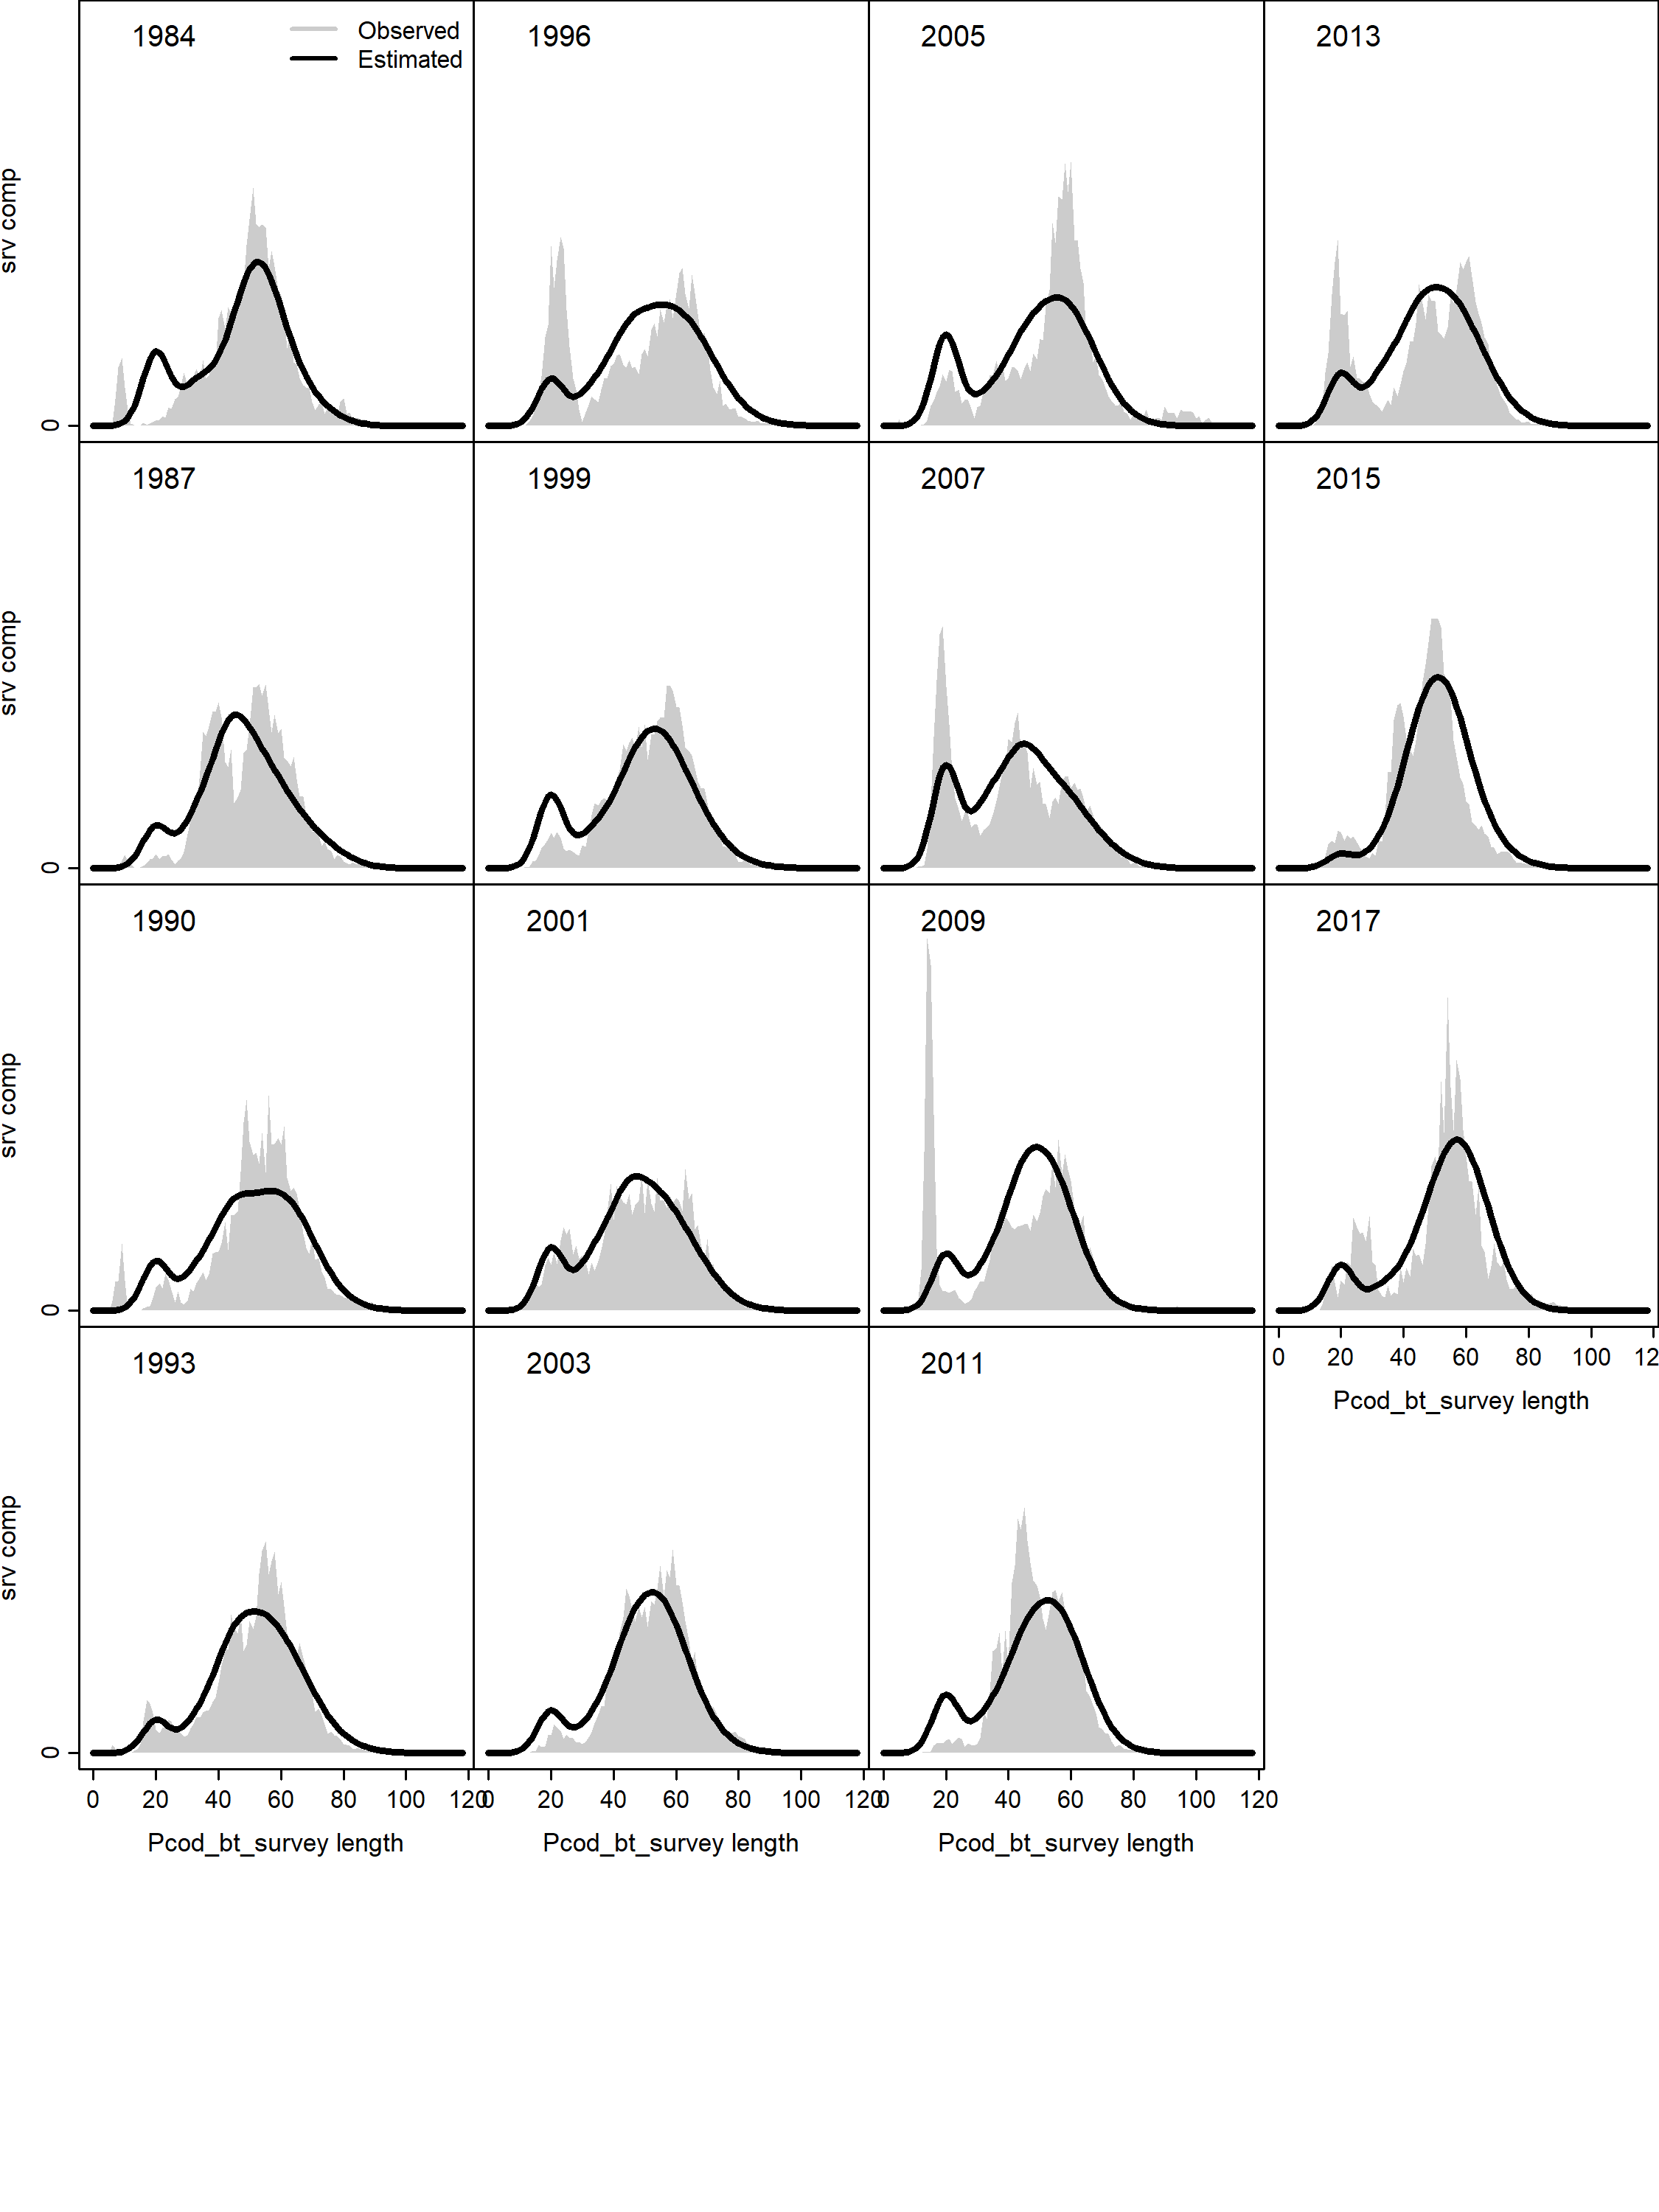 1984
Observed
Estimated
1996
2005
2013
srv comp
0
1987
1999
2007
2015
srv comp
0
1990
2001
2009
2017
srv comp
0
0 20 40 60 80 100 12
Pcod_bt_survey length
1993
2003
2011
srv comp
0
0 20 40 60 80 100 120
0 20 40 60 80 100 120
0 20 40 60 80 100 120
Pcod_bt_survey length
Pcod_bt_survey length
Pcod_bt_survey length